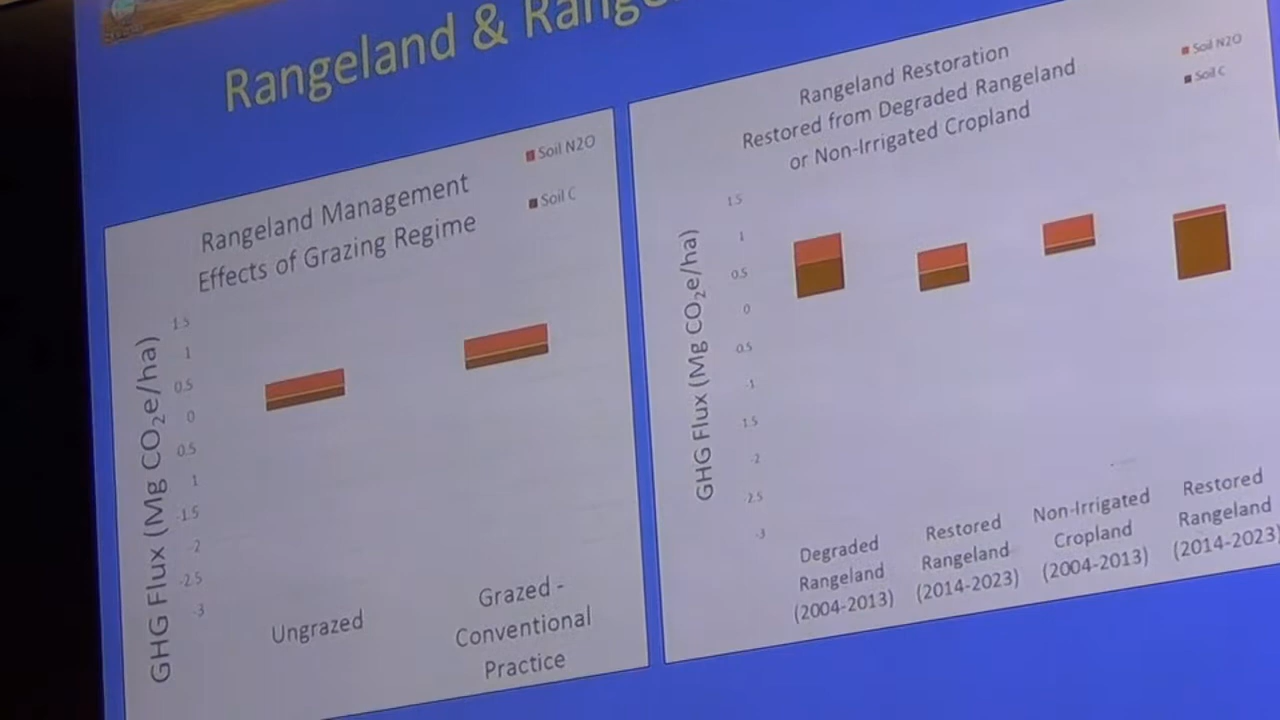 Rangeland &
Rangeland Management
Effects of Grazing Regime
Soil N2O
Soil C
GHG Flux (Mg CO₂e/ha)
1.5
1
0.5
0
0.5
1
1.5
2
2.5
-3
Ungrazed
Grazed -
Conventional
Practice
Rangeland Restoration
Restored from Degraded Rangeland
or Non-Irrigated Cropland
Soil N2O
Soil C
GHG Flux (Mg CO₂e/ha)
1.5
1
0.5
0
0.5
-1
1.5
-2
2.5
-3
Degraded
Rangeland
(2004-2013)
Restored
Rangeland
(2014-2023)
Non-Irrigated
Cropland
(2004-2013)
Restored
Rangeland
(2014-2023)